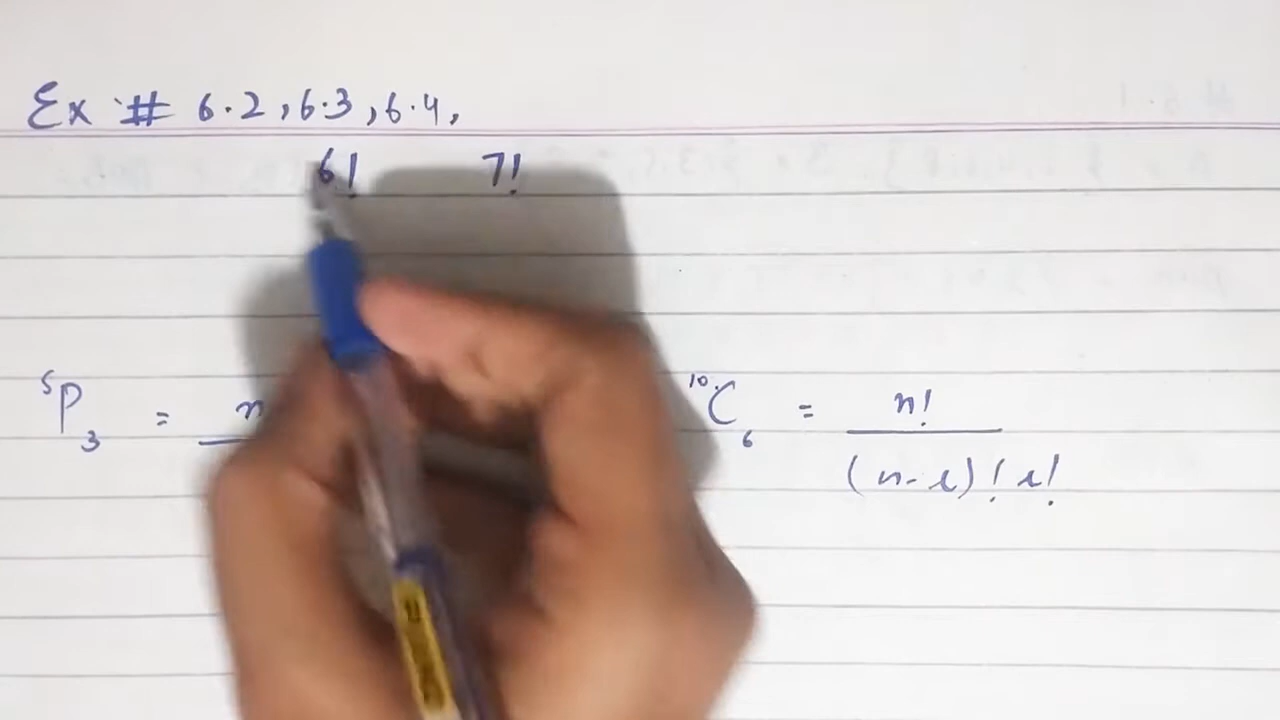 Ex # 6.2, 6.3, 6.4,
6! 7!
⁵P₃ = n ¹⁰C₆ = n!
(n-r)! r!